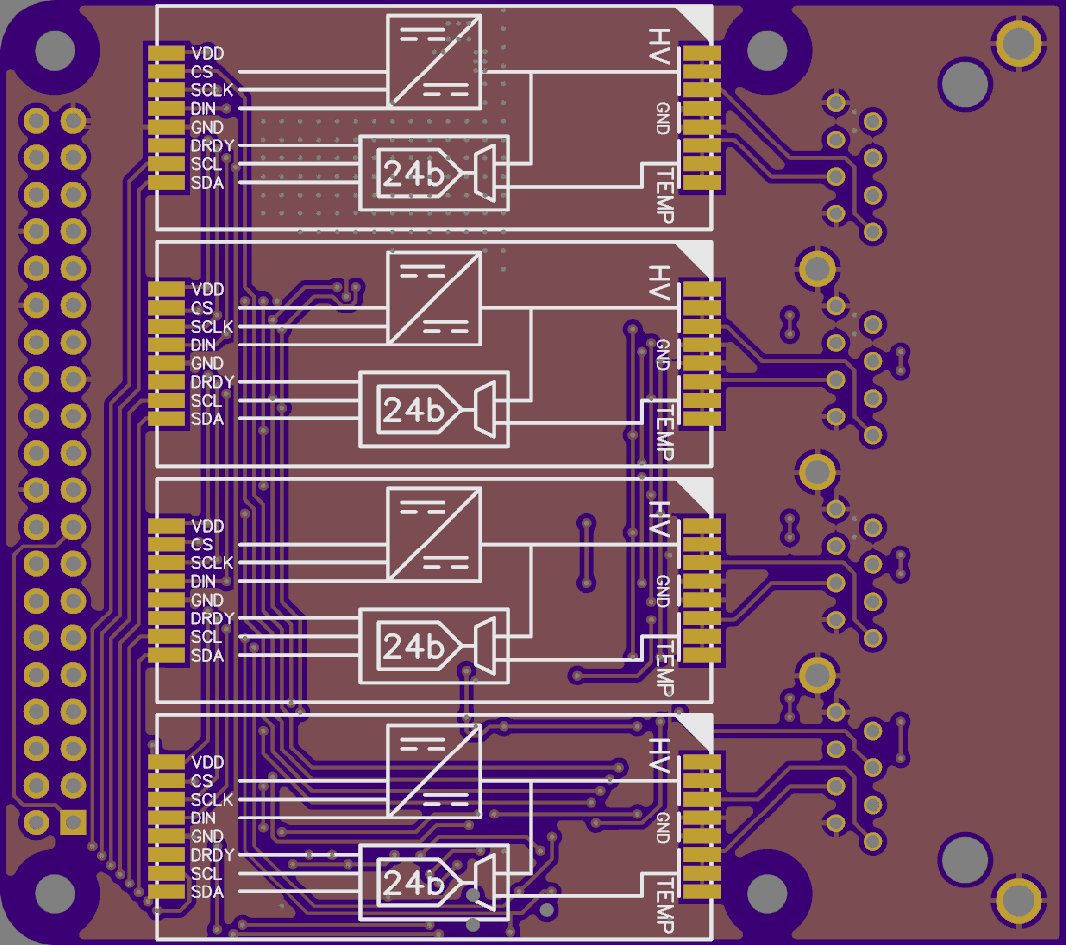 VDD
CS
SCLK
DIN
GND
DRDY
SCL
SDA
24b
HV
GND
TEMP
VDD
CS
SCLK
DIN
GND
DRDY
SCL
SDA
24b
HV
GND
TEMP
VDD
CS
SCLK
DIN
GND
DRDY
SCL
SDA
24b
HV
GND
TEMP
VDD
CS
SCLK
DIN
GND
DRDY
SCL
SDA
24b
HV
GND
TEMP